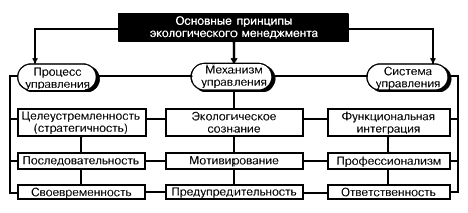 Основные принципы
экологического менеджмента
Процесс
управления
Механизм
управления
Система
управления
Целеустремленность
(стратегичность)
Экологическое
сознание
Функциональная
интеграция
Последовательность
Мотивирование
Профессионализм
Своевременность
Предупредительность
Ответственность